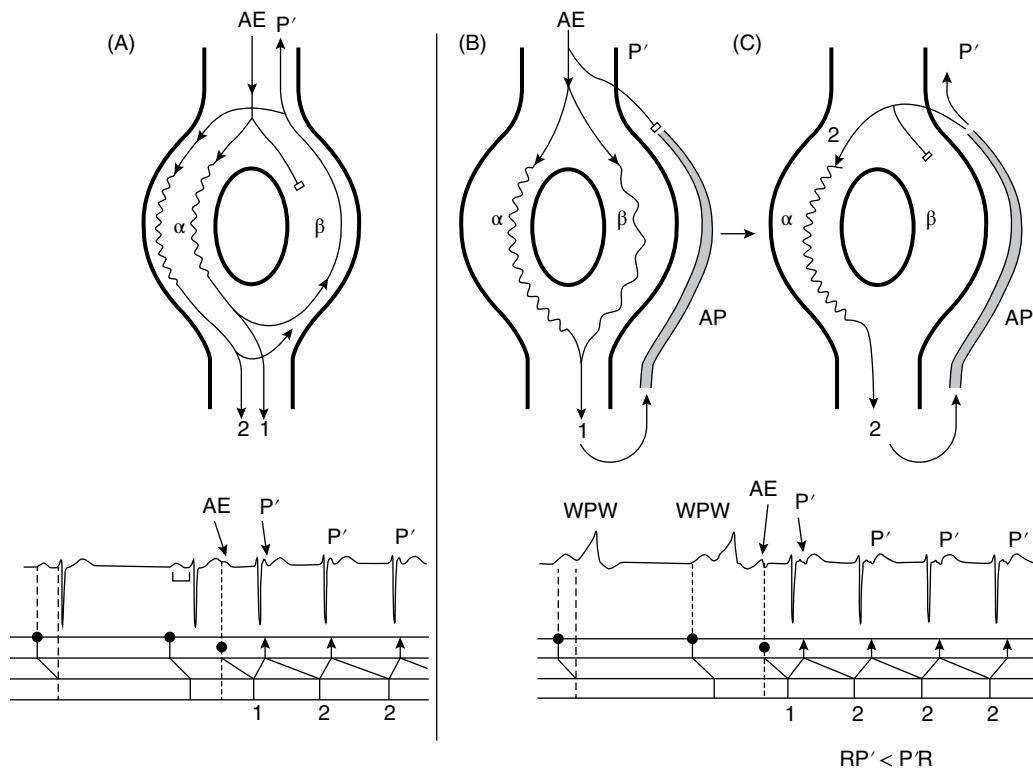 (A)
AE P′
α β
2 1
AE P′
P′ P′
1 2 2
(B)
AE
P′
α β
AP
1
(C)
P′
2
α β
AP
2
WPW WPW AE P′
P′ P′ P′
1 2 2 2
RP′ < P′R